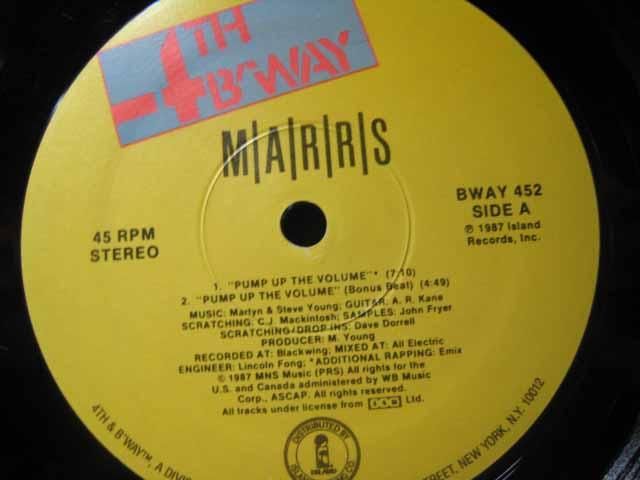 4TH
B'WAY
M|A|R|R|S
45 RPM
STEREO
BWAY 452
SIDE A
℗ 1987 Island
Records, Inc.
1. "PUMP UP THE VOLUME"* (7:10)
2. "PUMP UP THE VOLUME" (Bonus Beat) (4:49)
MUSIC: Martyn & Steve Young; GUITAR: A. R. Kane
SCRATCHING: C.J. Mackintosh; SAMPLES: John Fryer
SCRATCHING/DROP INS: Dave Dorrell
PRODUCER: M. Young
RECORDED AT: Blackwing; MIXED AT: All Electric
ENGINEER: Lincoln Fong; *ADDITIONAL RAPPING: Emix
© 1987 MNS Music (PRS) All rights for the
U.S. and Canada administered by WB Music
Corp., ASCAP. All rights reserved.
All tracks under license from 4AD Ltd.
4TH & B'WAY™, A DIVIS
STREET, NEW YORK, N.Y. 10012
DISTRIBUTED BY
ISLAND
CO